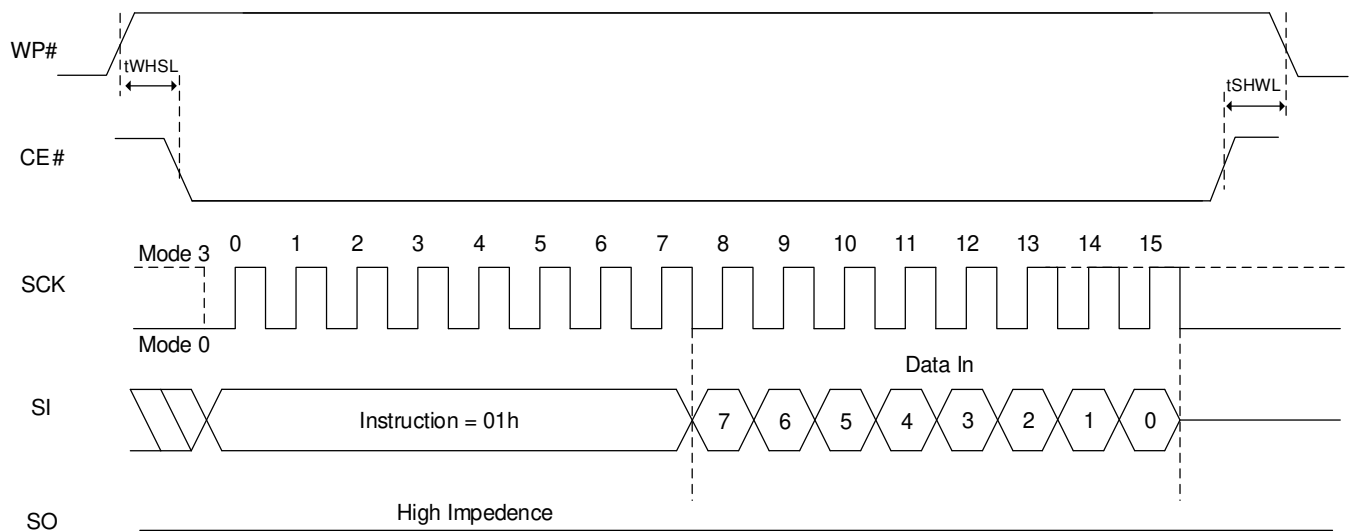 WP#
tWHSL
tSHWL
CE#
Mode 3 0 1 2 3 4 5 6 7 8 9 10 11 12 13 14 15
SCK
Mode 0
Data In
SI Instruction = 01h 7 6 5 4 3 2 1 0
High Impedence
SO